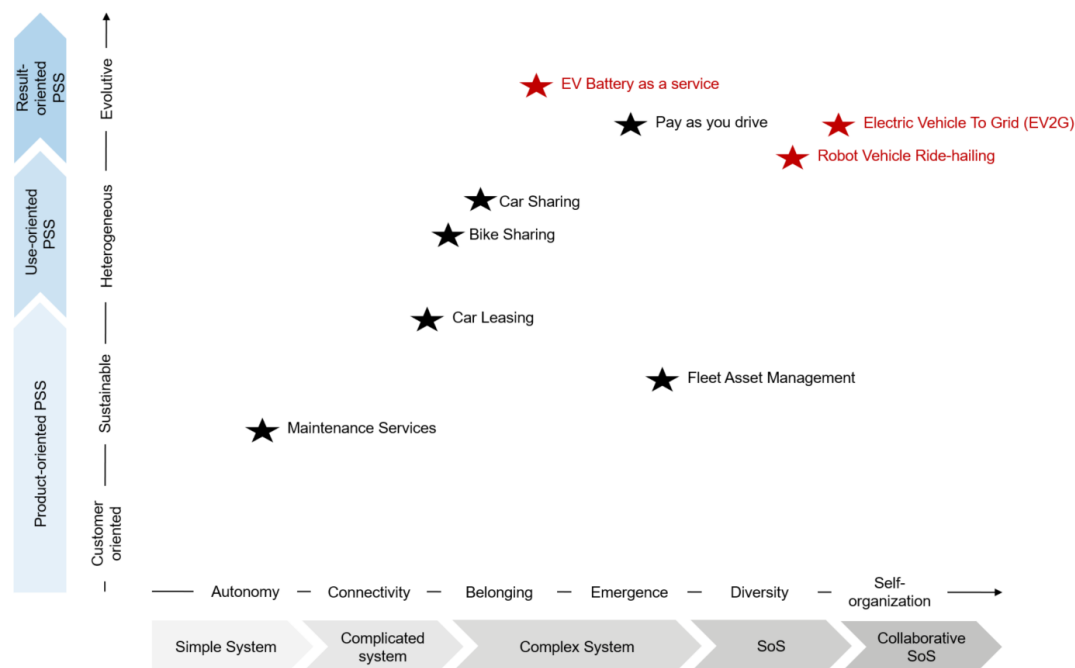 Result-
oriented
PSS
Use-oriented
PSS
Product-oriented PSS
Evolutive
Heterogeneous
Sustainable
Customer
oriented
EV Battery as a service
Pay as you drive
Electric Vehicle To Grid (EV2G)
Robot Vehicle Ride-hailing
Car Sharing
Bike Sharing
Car Leasing
Fleet Asset Management
Maintenance Services
Autonomy
Connectivity
Belonging
Emergence
Diversity
Self-
organization
Simple System
Complicated
system
Complex System
SoS
Collaborative
SoS